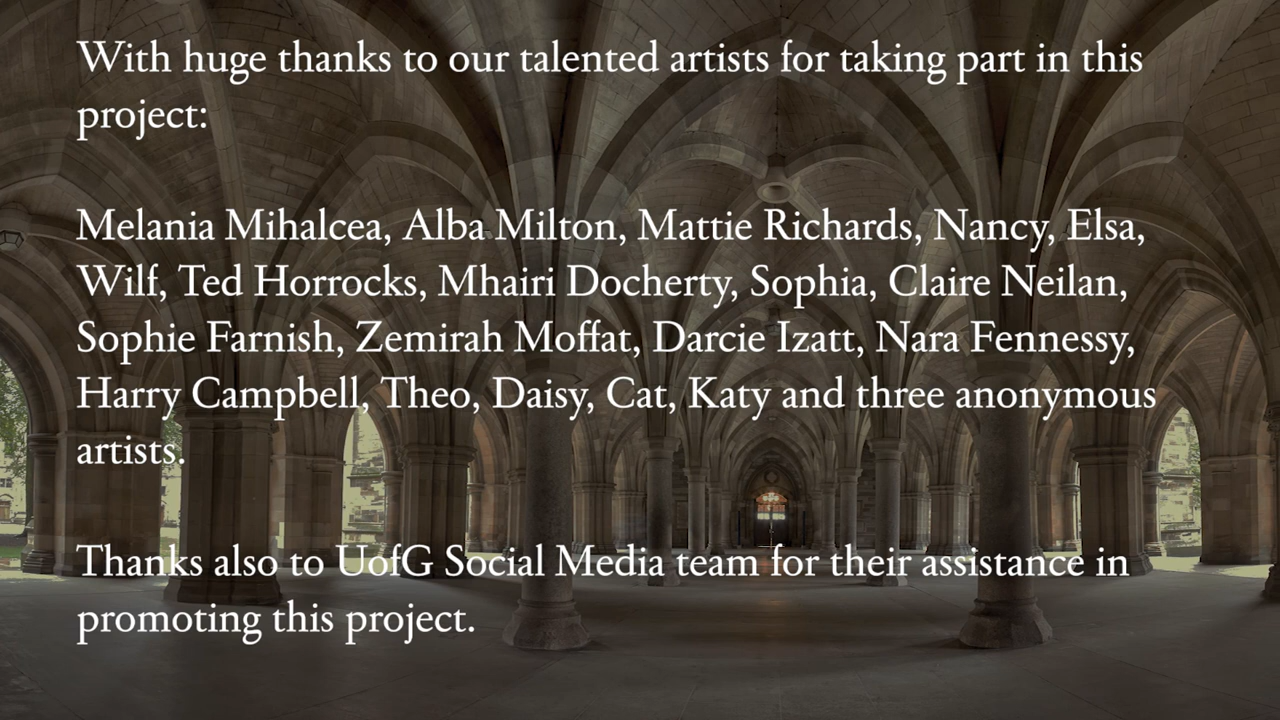 With huge thanks to our talented artists for taking part in this
project:
Melania Mihalcea, Alba Milton, Mattie Richards, Nancy, Elsa,
Wilf, Ted Horrocks, Mhairi Docherty, Sophia, Claire Neilan,
Sophie Farnish, Zemirah Moffat, Darcie Izatt, Nara Fennessy,
Harry Campbell, Theo, Daisy, Cat, Katy and three anonymous
artists.
Thanks also to UofG Social Media team for their assistance in
promoting this project.